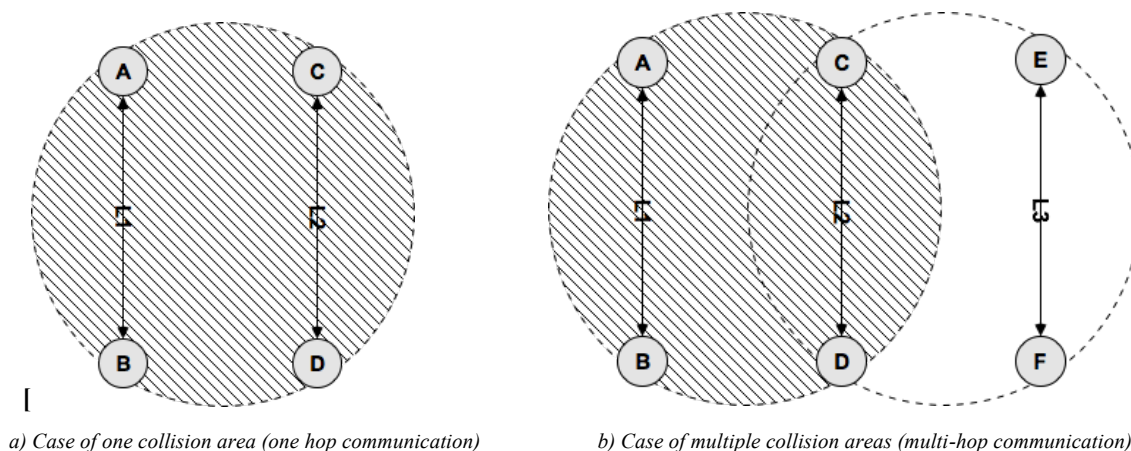 A
C
A
C
E
L1
L2
L1
L2
L3
B
D
B
D
F
[
a) Case of one collision area (one hop communication)
b) Case of multiple collision areas (multi-hop communication)